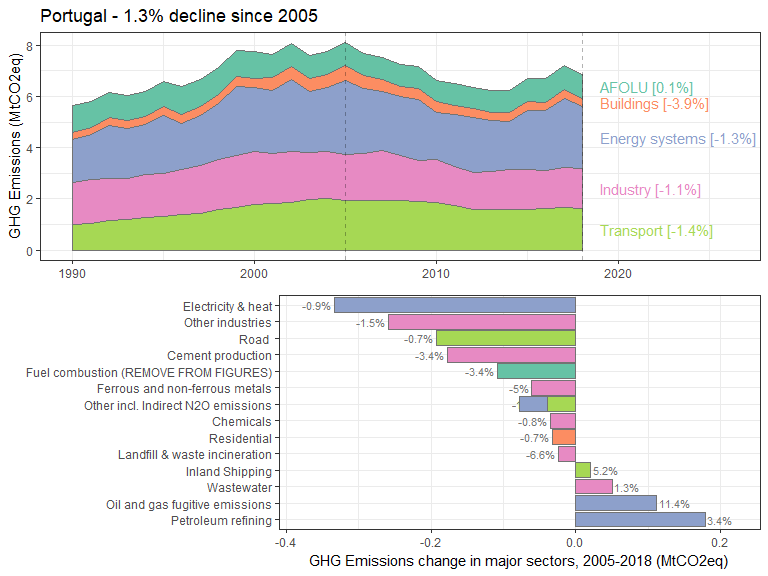 Portugal - 1.3% decline since 2005
GHG Emissions (MtCO2eq)
8
6
4
2
0
AFOLU [0.1%]
Buildings [-3.9%]
Energy systems [-1.3%]
Industry [-1.1%]
Transport [-1.4%]
1990
2000
2010
2020
Electricity & heat -0.9%
Other industries -1.5%
Road -0.7%
Cement production -3.4%
Fuel combustion (REMOVE FROM FIGURES) -3.4%
Ferrous and non-ferrous metals -5%
Other incl. Indirect N2O emissions
Chemicals -0.8%
Residential -0.7%
Landfill & waste incineration -6.6%
Inland Shipping 5.2%
Wastewater 1.3%
Oil and gas fugitive emissions 11.4%
Petroleum refining 3.4%
-0.4 -0.2 0.0 0.2
GHG Emissions change in major sectors, 2005-2018 (MtCO2eq)